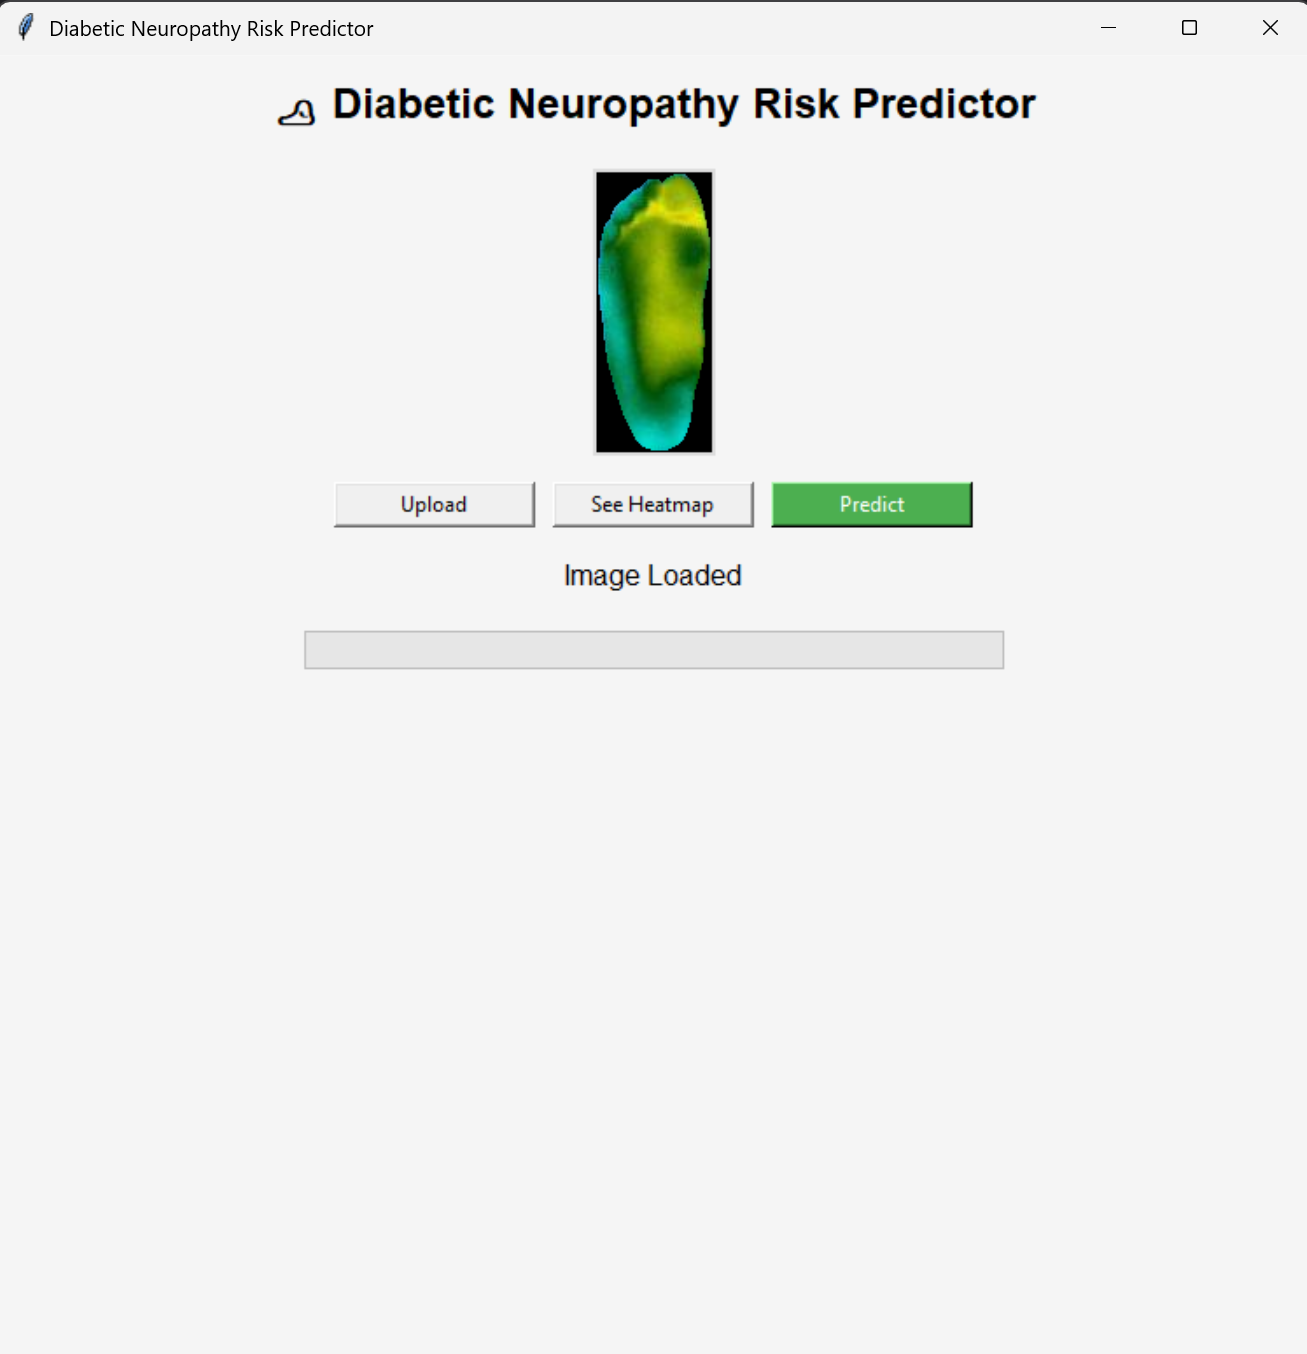 Diabetic Neuropathy Risk Predictor
Diabetic Neuropathy Risk Predictor
Upload See Heatmap Predict
Image Loaded